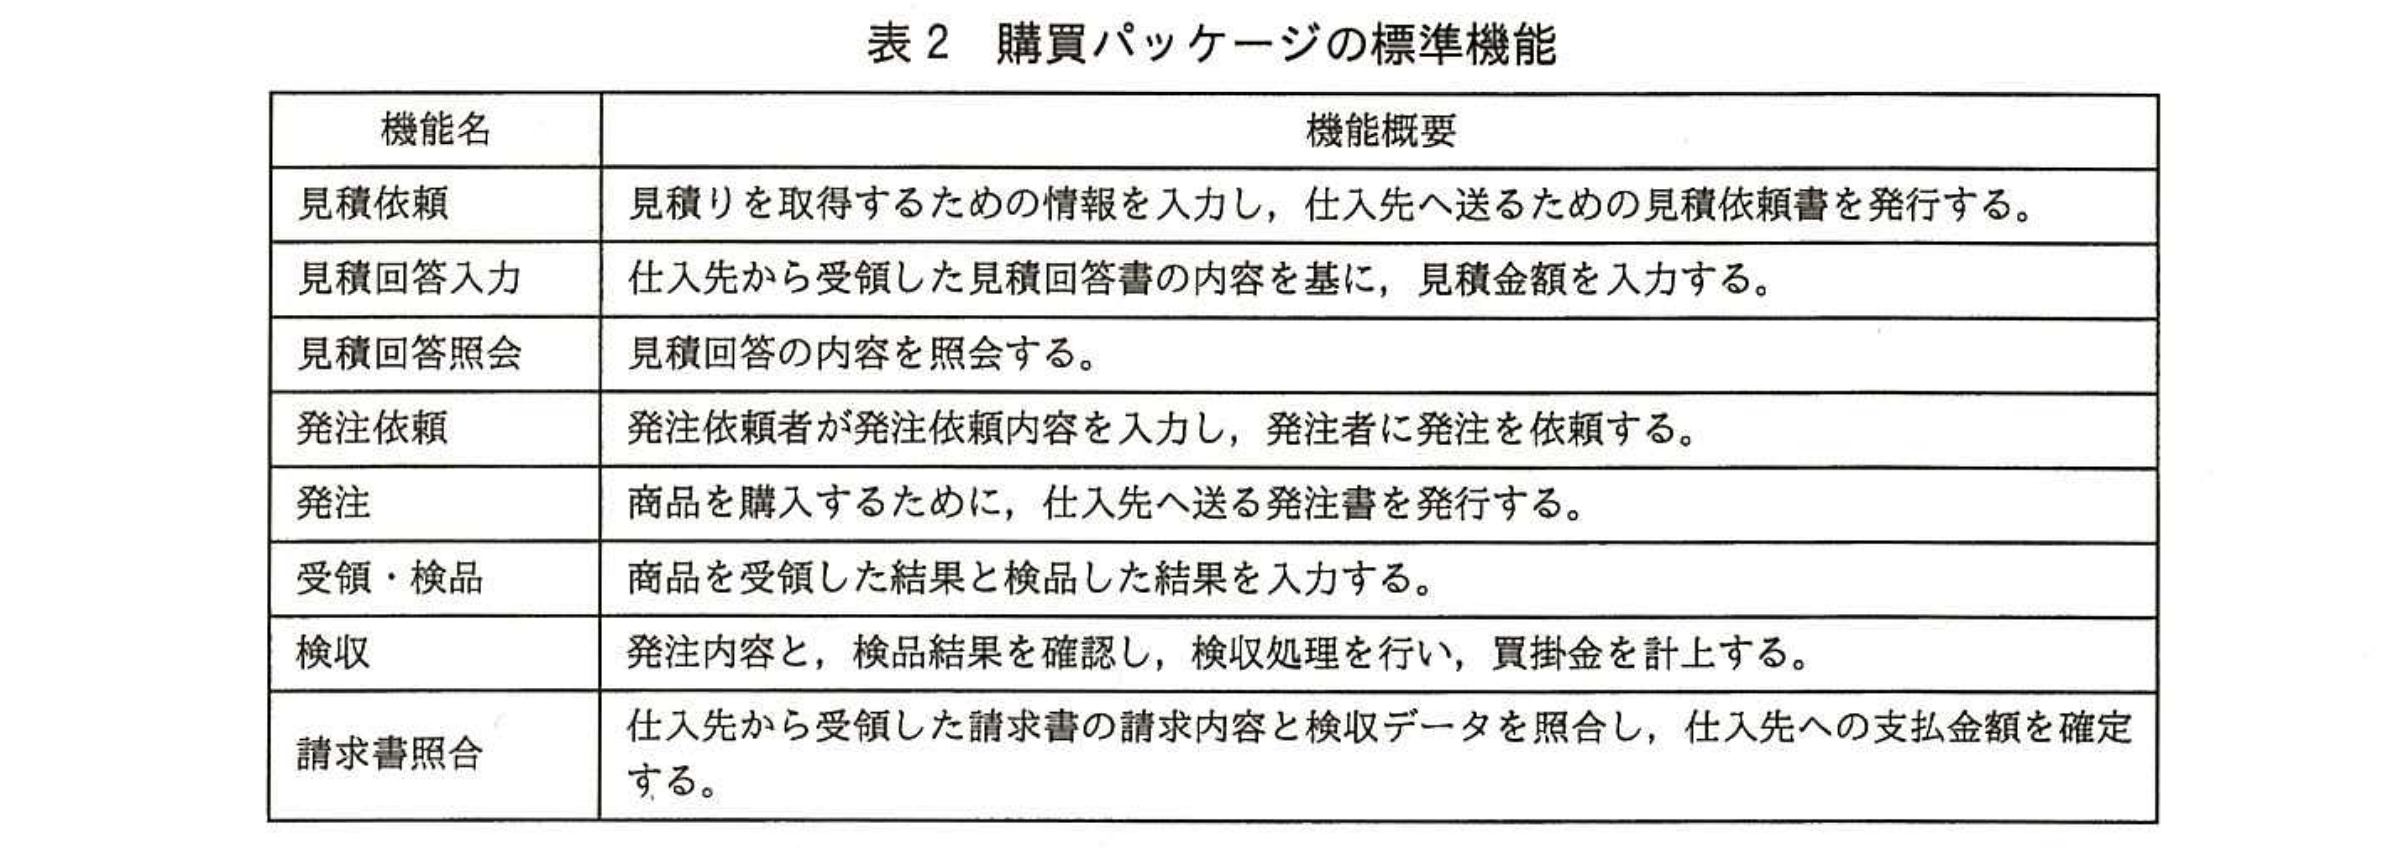 表2 購買パッケージの標準機能
機能名 機能概要
見積依頼 見積りを取得するための情報を入力し，仕入先へ送るための見積依頼書を発行する。
見積回答入力 仕入先から受領した見積回答書の内容を基に，見積金額を入力する。
見積回答照会 見積回答の内容を照会する。
発注依頼 発注依頼者が発注依頼内容を入力し，発注者に発注を依頼する。
発注 商品を購入するために，仕入先へ送る発注書を発行する。
受領・検品 商品を受領した結果と検品した結果を入力する。
検収 発注内容と，検品結果を確認し，検収処理を行い，買掛金を計上する。
請求書照合 仕入先から受領した請求書の請求内容と検収データを照合し，仕入先への支払金額を確定
する。